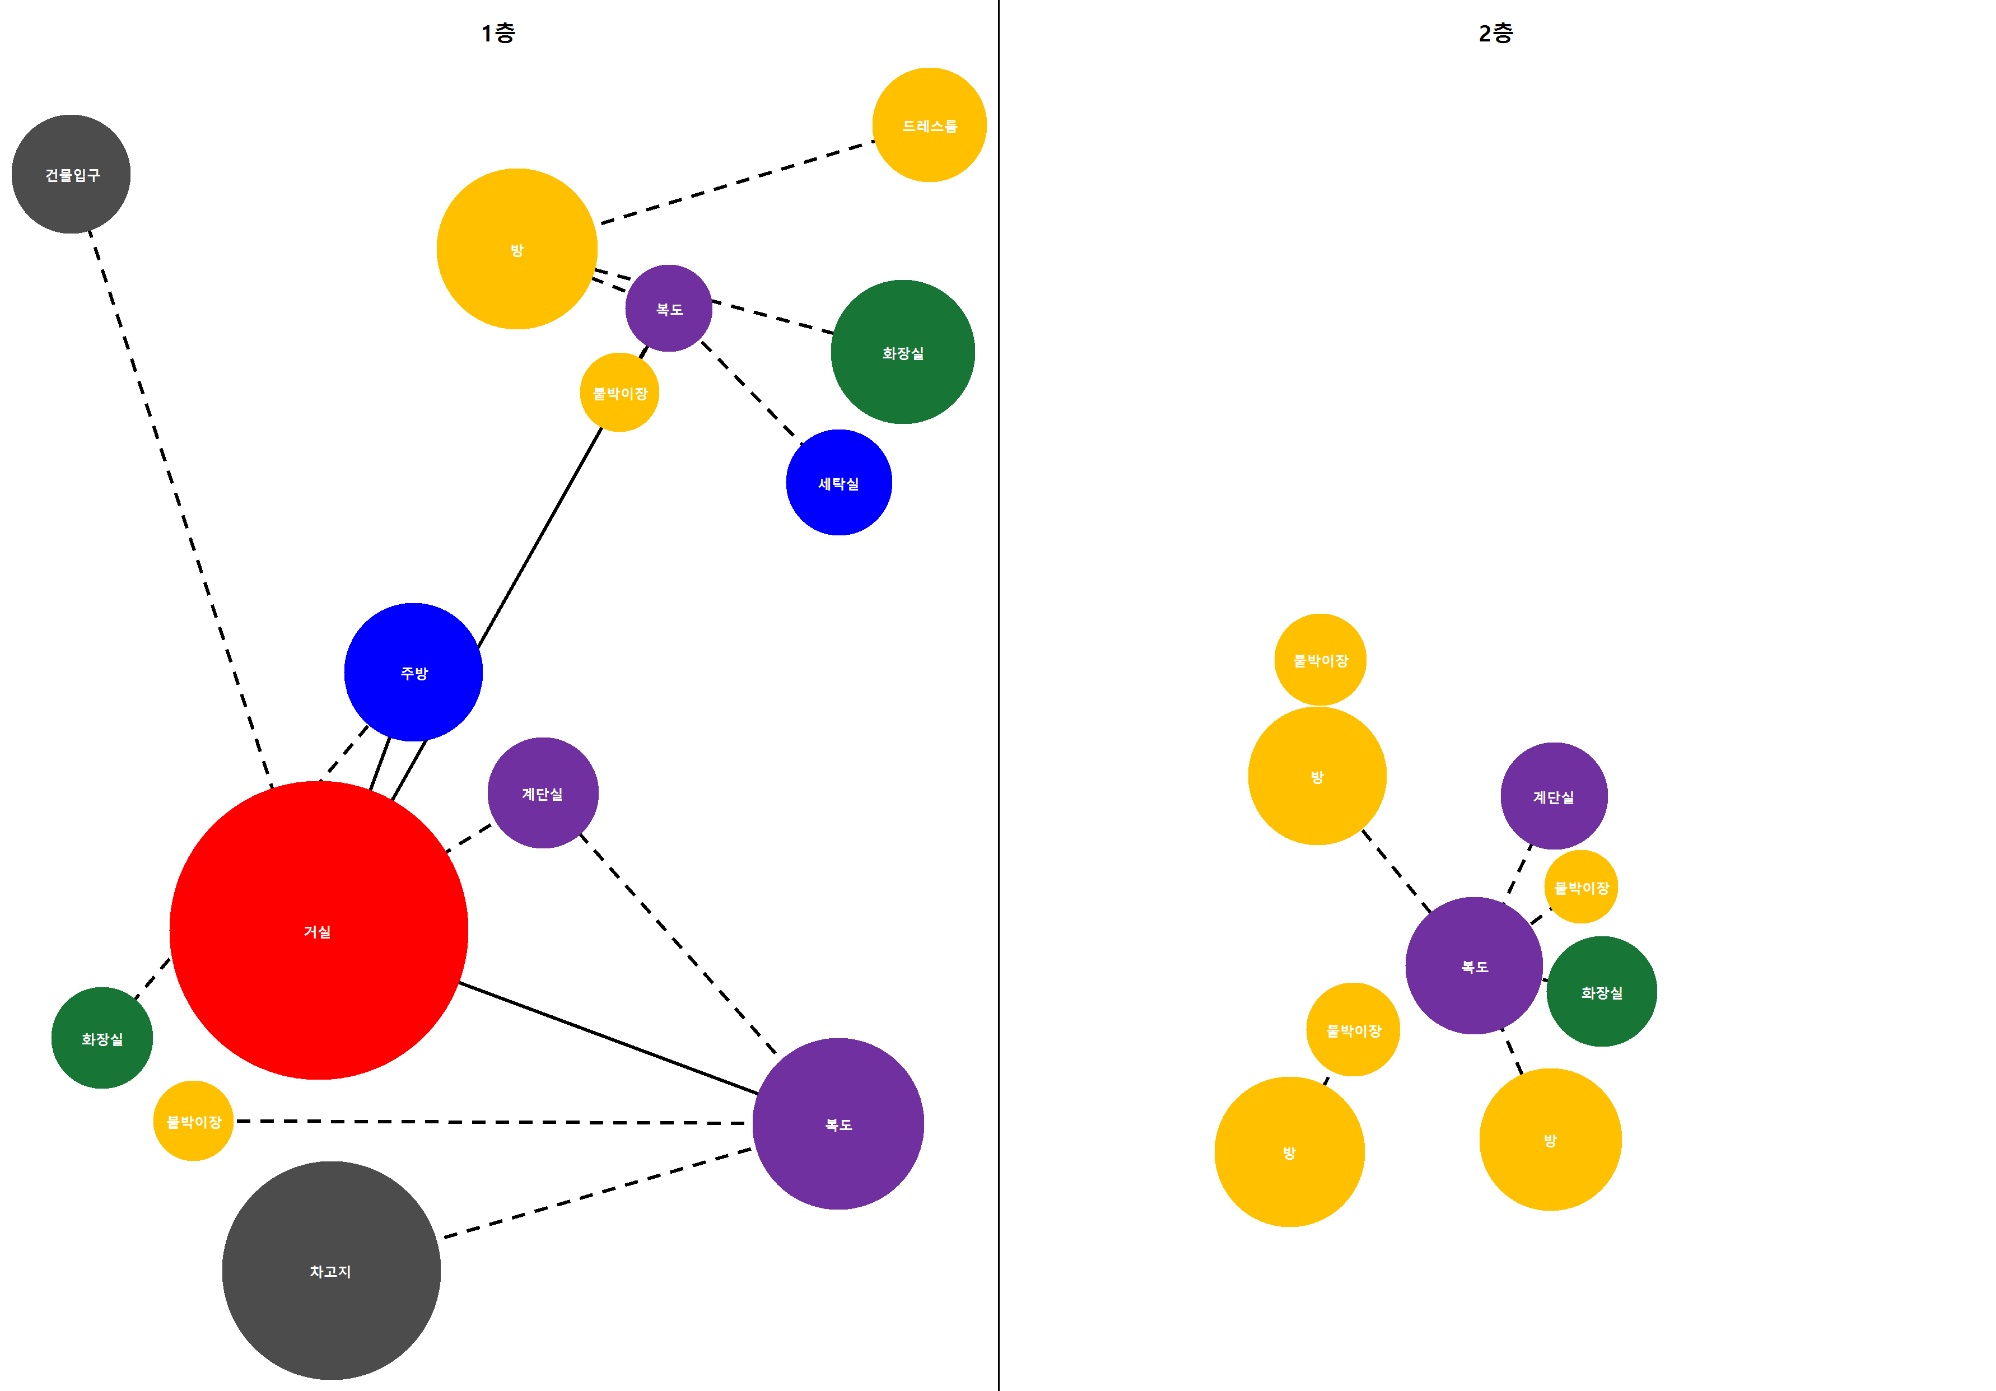 1층
드레스룸
건물입구
방
복도
화장실
붙박이장
세탁실
주방
계단실
거실
화장실
붙박이장
복도
차고지
2층
붙박이장
방
계단실
붙박이장
복도
화장실
붙박이장
방
방